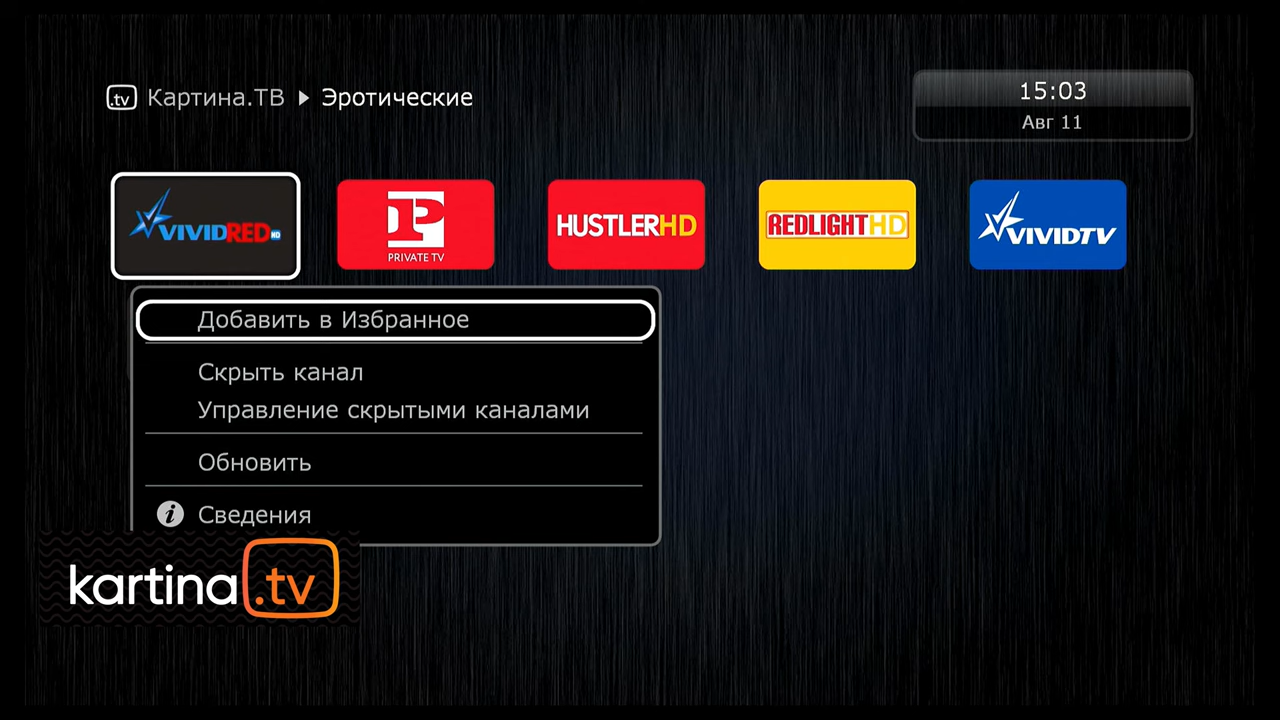 .tv Картина.ТВ Эротические
15:03
Авг 11
VIVIDRED HD
PRIVATE TV
HUSTLERHD
REDLIGHTHD
VIVIDTV
Добавить в Избранное
Скрыть канал
Управление скрытыми каналами
Обновить
i Сведения
kartina.tv